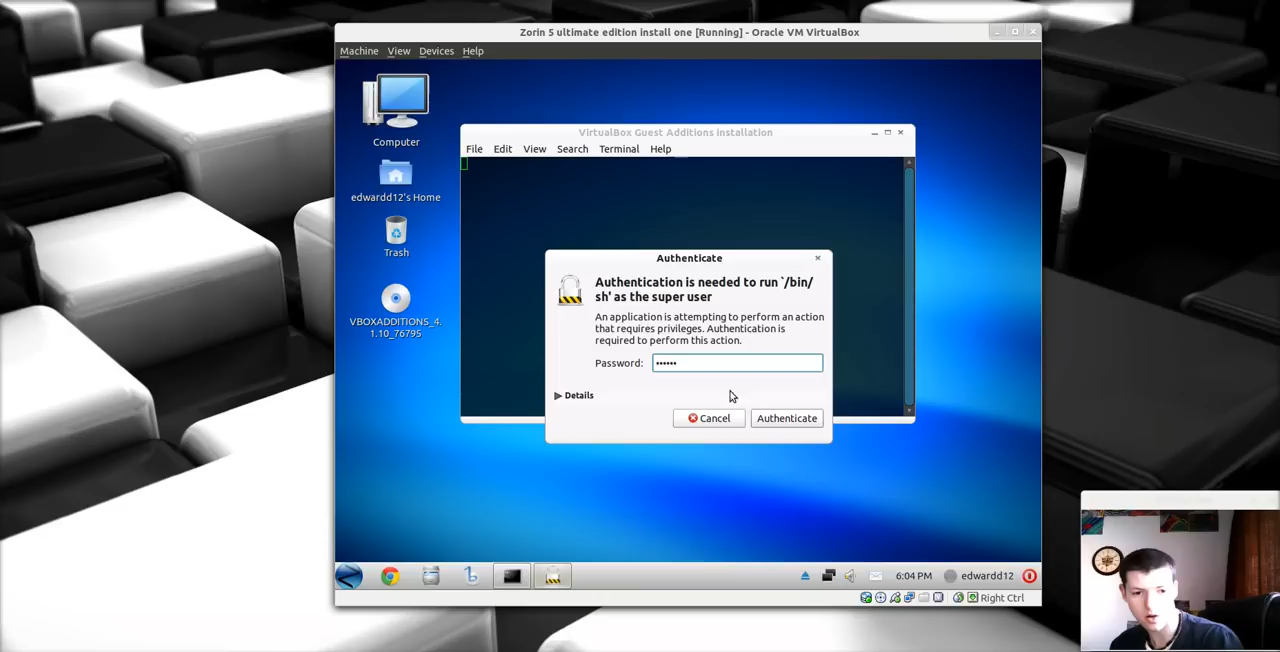 Zorin 5 ultimate edition install one [Running] - Oracle VM VirtualBox
Machine View Devices Help
Computer
edwardd12's Home
Trash
VBOXADDITIONS_4.
1.10_76795
VirtualBox Guest Additions installation
File Edit View Search Terminal Help
Authenticate
Authentication is needed to run `/bin/
sh' as the super user
An application is attempting to perform an action
that requires privileges. Authentication is
required to perform this action.
Password: ••••••
Details
Cancel Authenticate
6:04 PM edwardd12
Right Ctrl